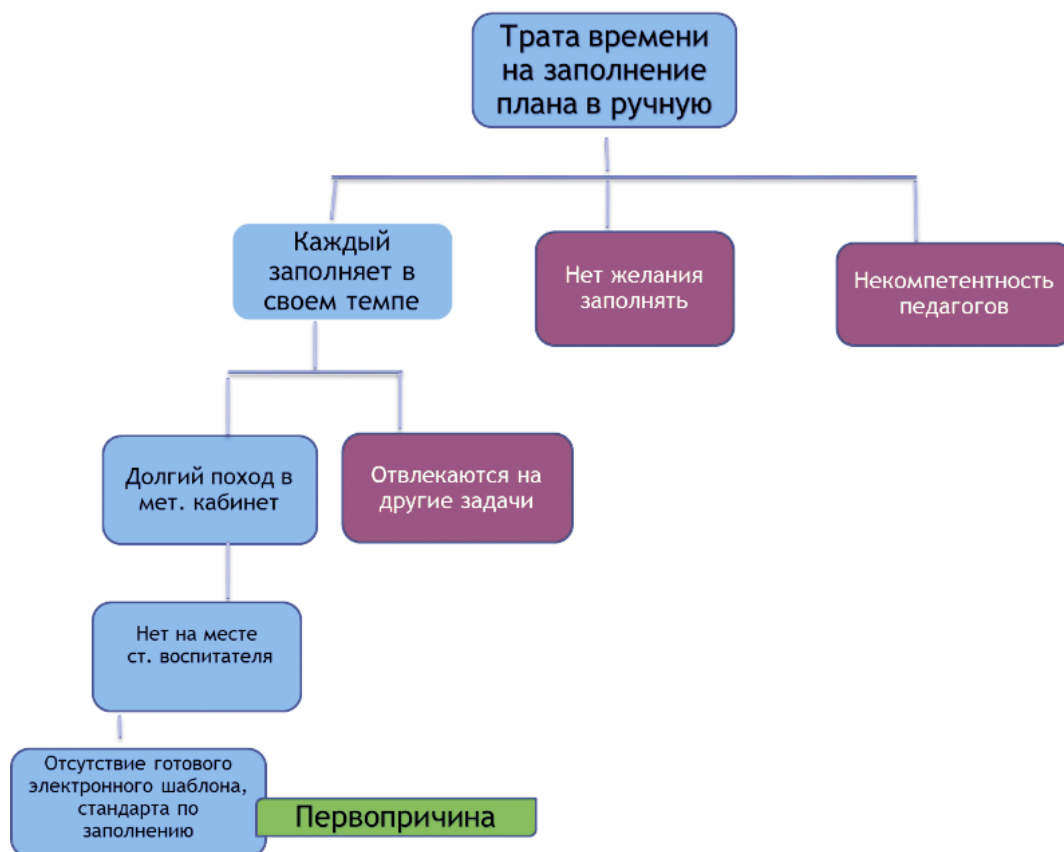 Трата времени
на заполнение
плана в ручную
Каждый
заполняет в
своем темпе
Нет желания
заполнять
Некомпетентность
педагогов
Долгий поход в
мет. кабинет
Отвлекаются на
другие задачи
Нет на месте
ст. воспитателя
Отсутствие готового
электронного шаблона,
стандарта по
заполнению
Первопричина